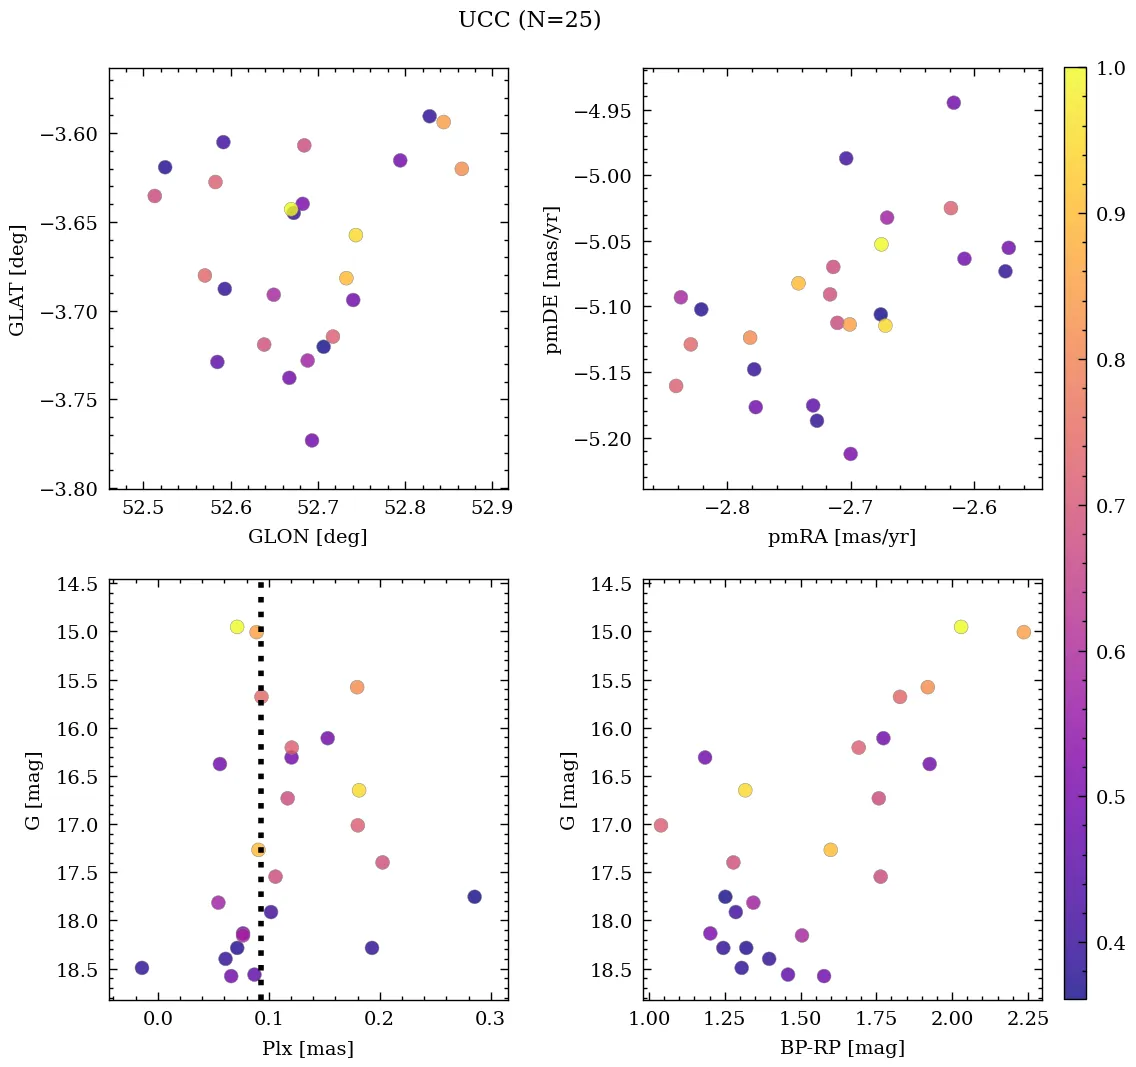 UCC (N=25)
−3.60
−3.65
−3.70
−3.75
−3.80
GLAT [deg]
52.5 52.6 52.7 52.8 52.9
GLON [deg]
−4.95
−5.00
−5.05
−5.10
−5.15
−5.20
pmDE [mas/yr]
−2.8 −2.7 −2.6
pmRA [mas/yr]
14.5
15.0
15.5
16.0
16.5
17.0
17.5
18.0
18.5
G [mag]
0.0 0.1 0.2 0.3
Plx [mas]
14.5
15.0
15.5
16.0
16.5
17.0
17.5
18.0
18.5
G [mag]
1.00 1.25 1.50 1.75 2.00 2.25
BP-RP [mag]
1.0
0.9
0.8
0.7
0.6
0.5
0.4